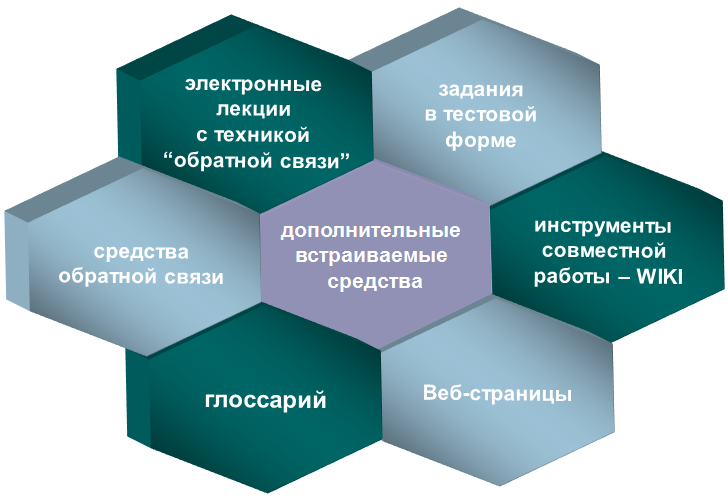 электронные
лекции
с техникой
“обратной связи”
задания
в тестовой
форме
средства
обратной связи
дополнительные
встраиваемые
средства
инструменты
совместной
работы – WIKI
глоссарий
Веб-страницы